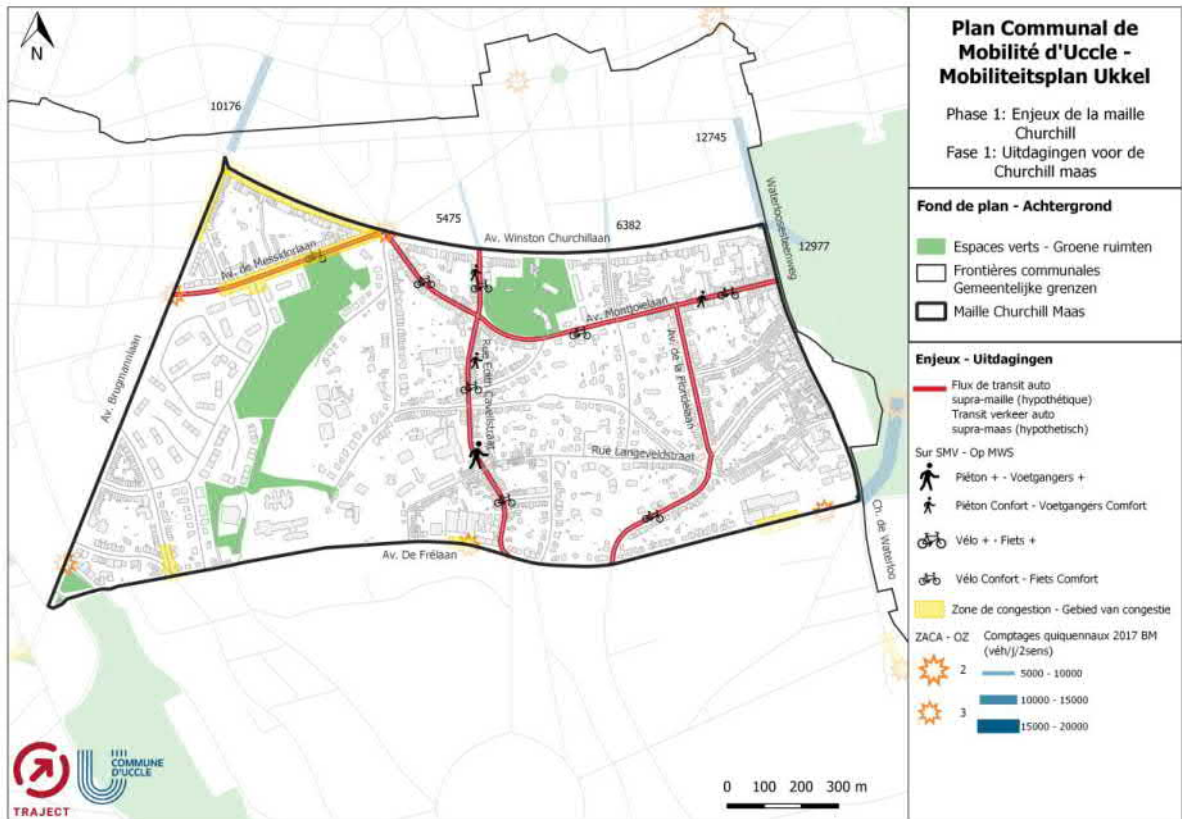 Plan Communal de
Mobilité d'Uccle -
Mobiliteitsplan Ukkel
Phase 1: Enjeux de la maille
Churchill
Fase 1: Uitdagingen voor de
Churchill maas
Fond de plan - Achtergrond
Espaces verts - Groene ruimten
Frontières communales
Gemeentelijke grenzen
Maille Churchill Maas
Enjeux - Uitdagingen
Flux de transit auto
supra-maille (hypothétique)
Transit verkeer auto
supra-maas (hypothetisch)
Sur SMV - Op MWS
Piéton + - Voetgangers +
Piéton Confort - Voetgangers Comfort
Vélo + - Fiets +
Vélo Confort - Fiets Comfort
Zone de congestion - Gebied van congestie
ZACA - OZ
Comptages quiquennaux 2017 BM
(véh/j/2sens)
2
5000 - 10000
10000 - 15000
3
15000 - 20000
N
10176
12745
5475
6382
12977
Av. Winston Churchillaan
Waterloosesteenweg
Av. de Messidorlaan
Av. Montjoielaan
Av. Brugmannlaan
Rue Edith Cavellstraat
Av. de la Floridelaan
Rue Langeveldstraat
Av. De Frélaan
Ch. de Waterloo
0 100 200 300 m
TRAJECT
COMMUNE
D'UCCLE